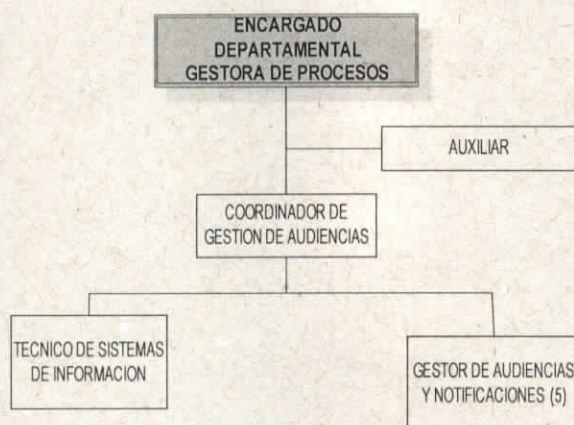 ENCARGADO
DEPARTAMENTAL
GESTORA DE PROCESOS
AUXILIAR
COORDINADOR DE
GESTION DE AUDIENCIAS
TECNICO DE SISTEMAS
DE INFORMACION
GESTOR DE AUDIENCIAS
Y NOTIFICACIONES (5)